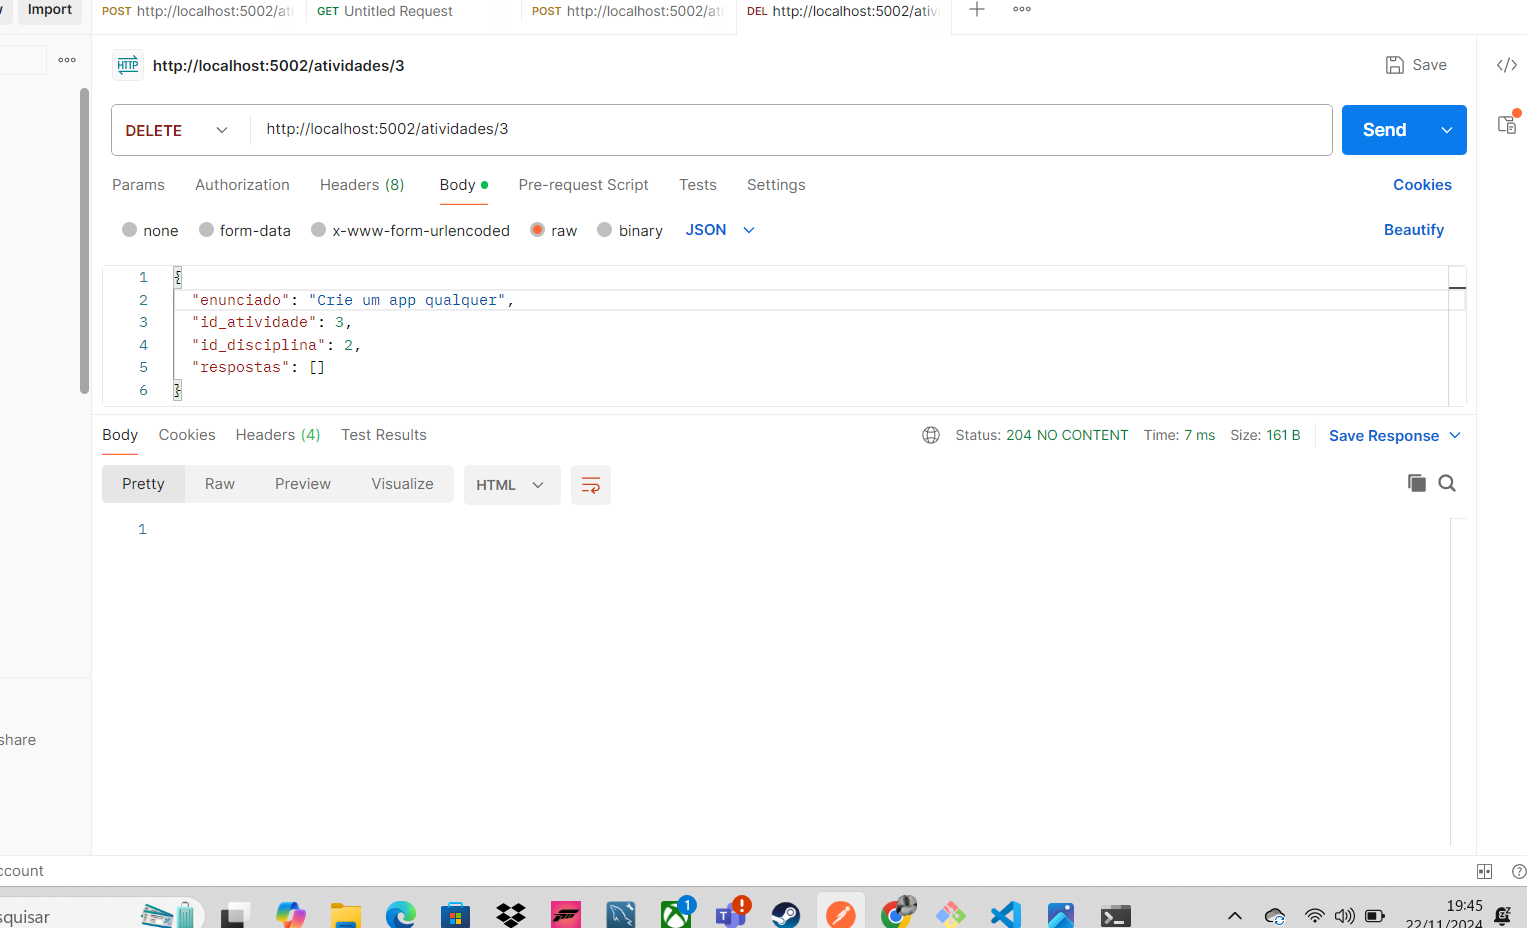 Import
POST http://localhost:5002/ati
GET Untitled Request
POST http://localhost:5002/ati
DEL http://localhost:5002/ativ
http://localhost:5002/atividades/3
Save
DELETE
http://localhost:5002/atividades/3
Send
Params
Authorization
Headers (8)
Body
Pre-request Script
Tests
Settings
Cookies
none
form-data
x-www-form-urlencoded
raw
binary
JSON
Beautify
1 {
2 "enunciado": "Crie um app qualquer",
3 "id_atividade": 3,
4 "id_disciplina": 2,
5 "respostas": []
6 }
Body
Cookies
Headers (4)
Test Results
Status: 204 NO CONTENT
Time: 7 ms
Size: 161 B
Save Response
Pretty
Raw
Preview
Visualize
HTML
1
share
ccount
squisar
1
19:45
22/11/2024